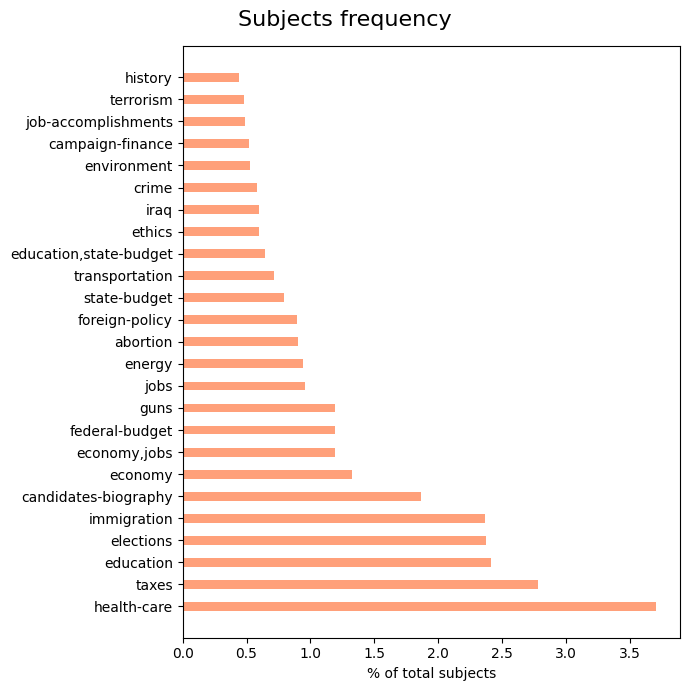 Subjects frequency
history
terrorism
job-accomplishments
campaign-finance
environment
crime
iraq
ethics
education,state-budget
transportation
state-budget
foreign-policy
abortion
energy
jobs
guns
federal-budget
economy,jobs
economy
candidates-biography
immigration
elections
education
taxes
health-care
0.0 0.5 1.0 1.5 2.0 2.5 3.0 3.5
% of total subjects